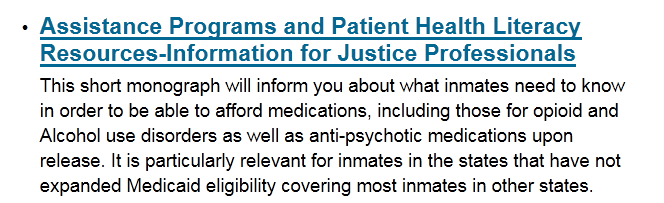 • Assistance Programs and Patient Health Literacy
Resources-Information for Justice Professionals
This short monograph will inform you about what inmates need to know
in order to be able to afford medications, including those for opioid and
Alcohol use disorders as well as anti-psychotic medications upon
release. It is particularly relevant for inmates in the states that have not
expanded Medicaid eligibility covering most inmates in other states.